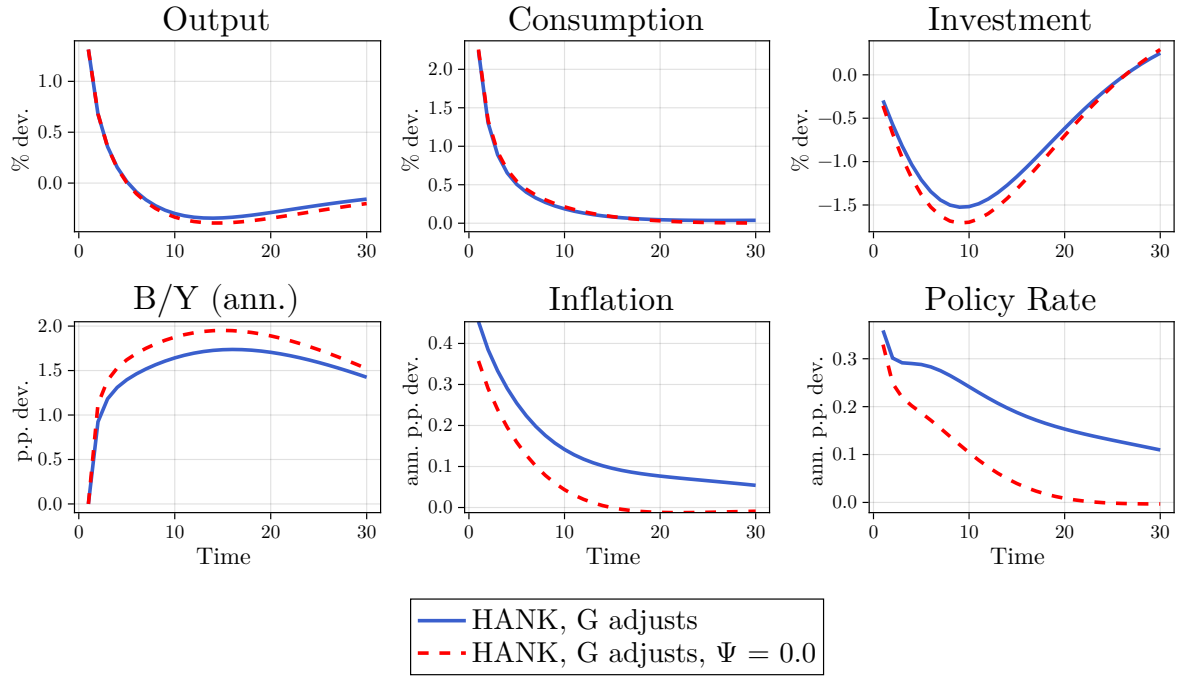 Output
Consumption
Investment
% dev.
1.0
0.5
0.0
0
10
20
30
% dev.
2.0
1.5
1.0
0.5
0.0
0
10
20
30
% dev.
0.0
−0.5
−1.0
−1.5
0
10
20
30
B/Y (ann.)
Inflation
Policy Rate
p.p. dev.
2.0
1.5
1.0
0.5
0.0
0
10
20
30
Time
ann. p.p. dev.
0.4
0.3
0.2
0.1
0.0
0
10
20
30
Time
ann. p.p. dev.
0.3
0.2
0.1
0.0
0
10
20
30
Time
HANK, G adjusts
HANK, G adjusts, Ψ = 0.0